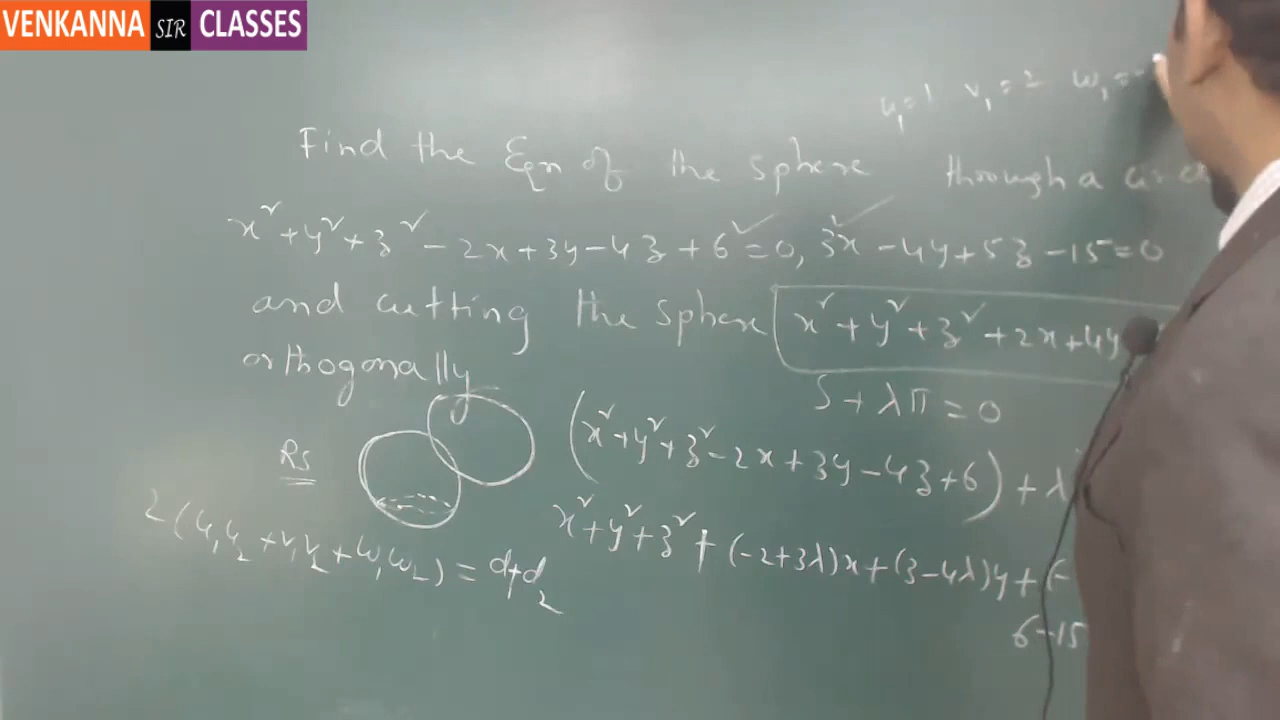 VENKANNA SIR CLASSES
u₁=1 v₁=2 w₁=
Find the Eqn of the sphere through a
x²+y²+z²-2x+3y-4z+6=0, 3x-4y+5z-15=0
and cutting the sphere x²+y²+z²+2x+4y
orthogonally
S+λπ=0
Rs
(x²+y²+z²-2x+3y-4z+6)+λ
x²+y²+z²+(-2+3λ)x+(3-4λ)y+(-
2(u₁u₂+v₁v₂+w₁w₂)=d₁+d₂
6-15